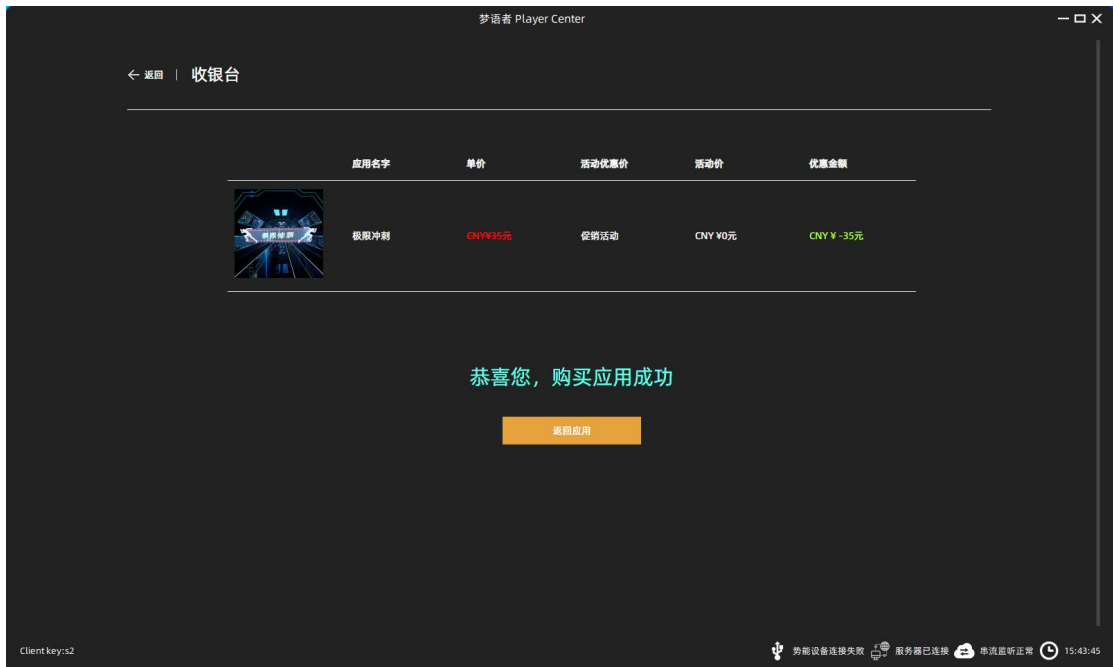 梦语者 Player Center
返回 | 收银台
应用名字 单价 活动优惠价 活动价 优惠金额
极限冲刺
极限冲刺 CNY¥35元 促销活动 CNY ¥0元 CNY ¥ -35元
恭喜您，购买应用成功
返回应用
Client key:s2 势能设备连接失败 服务器已连接 串流监听正常 15:43:45